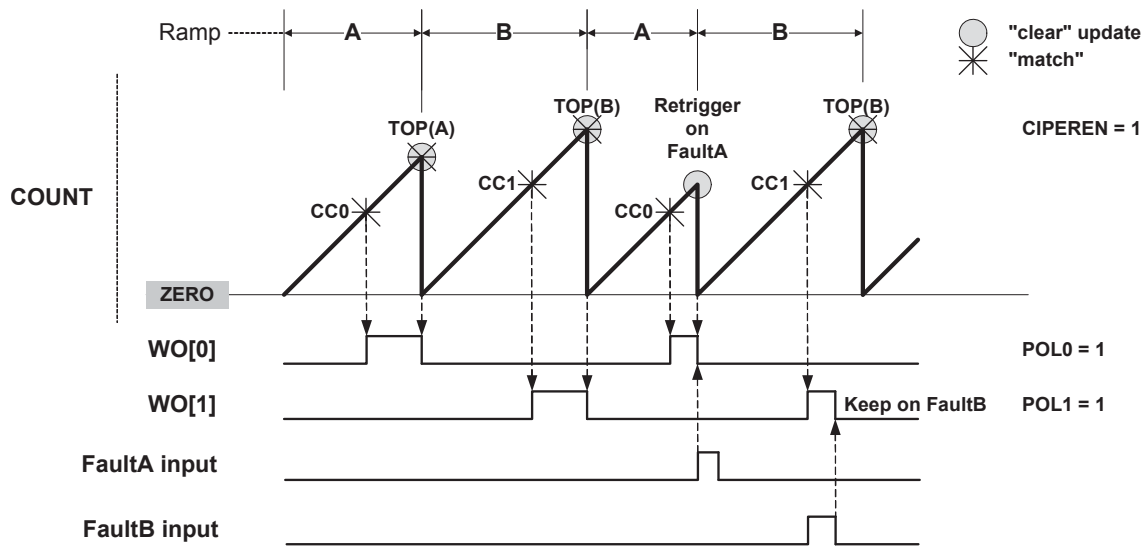 Ramp
A
B
A
B
"clear" update
"match"
TOP(A)
TOP(B)
Retrigger
on
FaultA
TOP(B)
CIPEREN = 1
COUNT
CC0
CC1
CC0
CC1
ZERO
WO[0]
POL0 = 1
WO[1]
Keep on FaultB
POL1 = 1
FaultA input
FaultB input